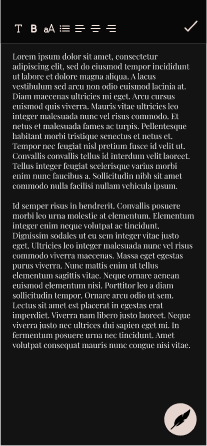 T B aA
Lorem ipsum dolor sit amet, consectetur
adipiscing elit, sed do eiusmod tempor incididunt
ut labore et dolore magna aliqua. A lacus
vestibulum sed arcu non odio euismod lacinia at.
Diam maecenas ultricies mi eget. Arcu cursus
euismod quis viverra. Mauris vitae ultricies leo
integer malesuada nunc vel risus commodo. Et
netus et malesuada fames ac turpis. Pellentesque
habitant morbi tristique senectus et netus et.
Tempor nec feugiat nisl pretium fusce id velit ut.
Convallis convallis tellus id interdum velit laoreet.
Tellus integer feugiat scelerisque varius morbi
enim nunc faucibus a. Sollicitudin nibh sit amet
commodo nulla facilisi nullam vehicula ipsum.
Id semper risus in hendrerit. Convallis posuere
morbi leo urna molestie at elementum. Elementum
integer enim neque volutpat ac tincidunt.
Dignissim sodales ut eu sem integer vitae justo
eget. Ultricies leo integer malesuada nunc vel risus
commodo viverra maecenas. Massa eget egestas
purus viverra. Nunc mattis enim ut tellus
elementum sagittis vitae. Neque ornare aenean
euismod elementum nisi. Porttitor leo a diam
sollicitudin tempor. Ornare arcu odio ut sem.
Lectus sit amet est placerat in egestas erat
imperdiet. Viverra nam libero justo laoreet. Neque
viverra justo nec ultrices dui sapien eget mi. In
fermentum posuere urna nec tincidunt. Amet
volutpat consequat mauris nunc congue nisi vitae.